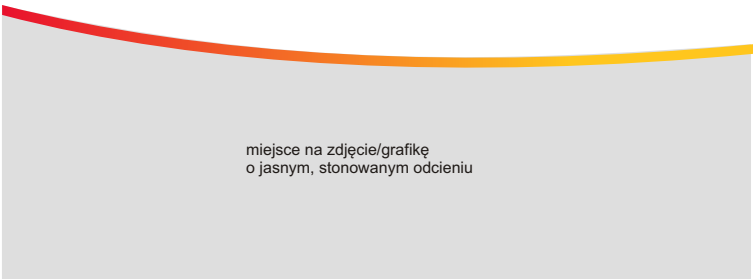 miejsce na zdjęcie/grafikę
o jasnym, stonowanym odcieniu